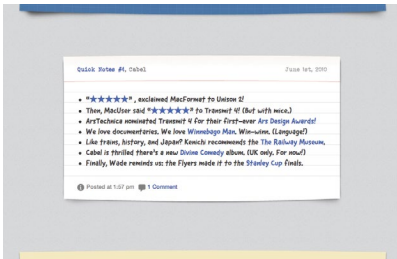 Quick Notes #4, Cabel
June 1st, 2010
• "★★★★★", exclaimed MacFormat to Unison 2!
• Then, MacUser said "★★★★★" to Transmit 4! (But with mice.)
• ArsTechnica nominated Transmit 4 for their first-ever Ars Design Awards!
• We love documentaries. We love Winnebago Man. Win-winn. (Language!)
• Like trains, history, and Japan? Kenichi recommends the The Railway Museum.
• Cabel is thrilled there's a new Divine Comedy album. (UK only. For now!)
• Finally, Wade reminds us: the Flyers made it to the Stanley Cup finals.
Posted at 1:57 pm 1 Comment